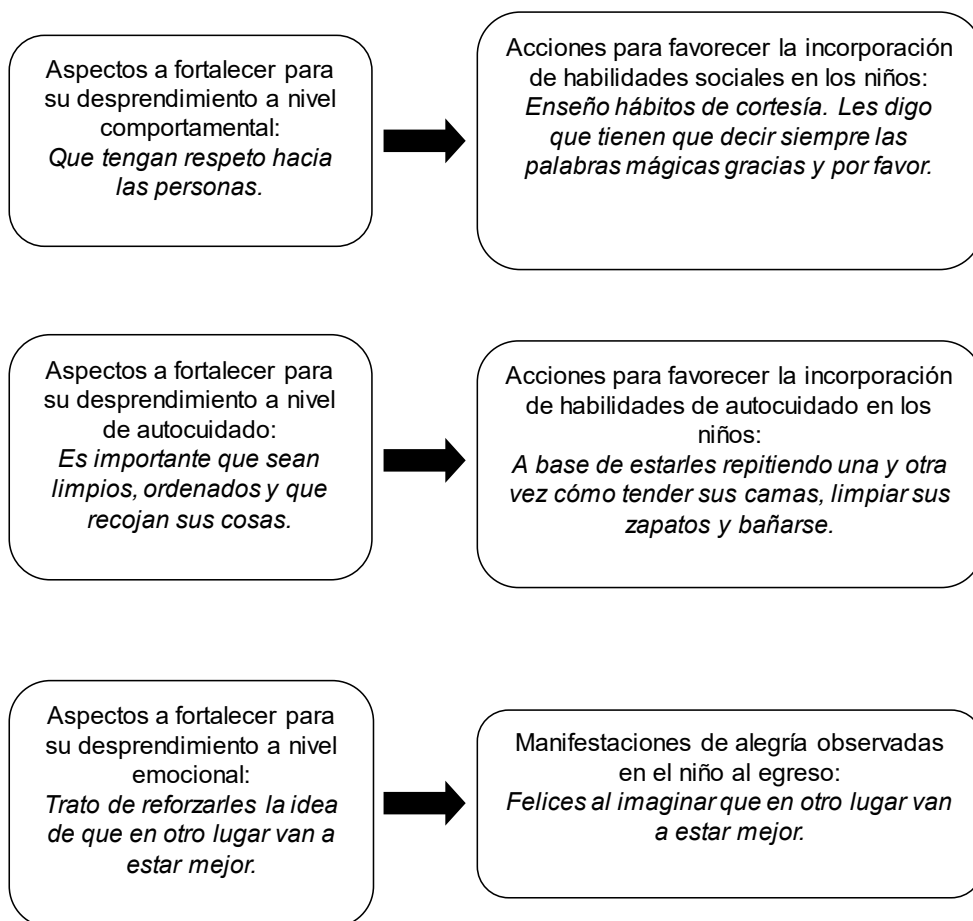 Aspectos a fortalecer para
su desprendimiento a nivel
comportamental:
Que tengan respeto hacia
las personas.
Acciones para favorecer la incorporación
de habilidades sociales en los niños:
Enseño hábitos de cortesía. Les digo
que tienen que decir siempre las
palabras mágicas gracias y por favor.
Aspectos a fortalecer para
su desprendimiento a nivel
de autocuidado:
Es importante que sean
limpios, ordenados y que
recojan sus cosas.
Acciones para favorecer la incorporación
de habilidades de autocuidado en los
niños:
A base de estarles repitiendo una y otra
vez cómo tender sus camas, limpiar sus
zapatos y bañarse.
Aspectos a fortalecer para
su desprendimiento a nivel
emocional:
Trato de reforzarles la idea
de que en otro lugar van a
estar mejor.
Manifestaciones de alegría observadas
en el niño al egreso:
Felices al imaginar que en otro lugar van
a estar mejor.